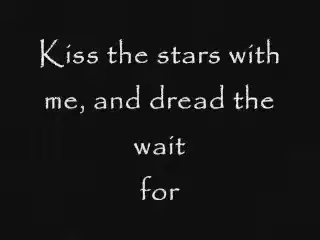 Kiss the stars with
me, and dread the
wait
for